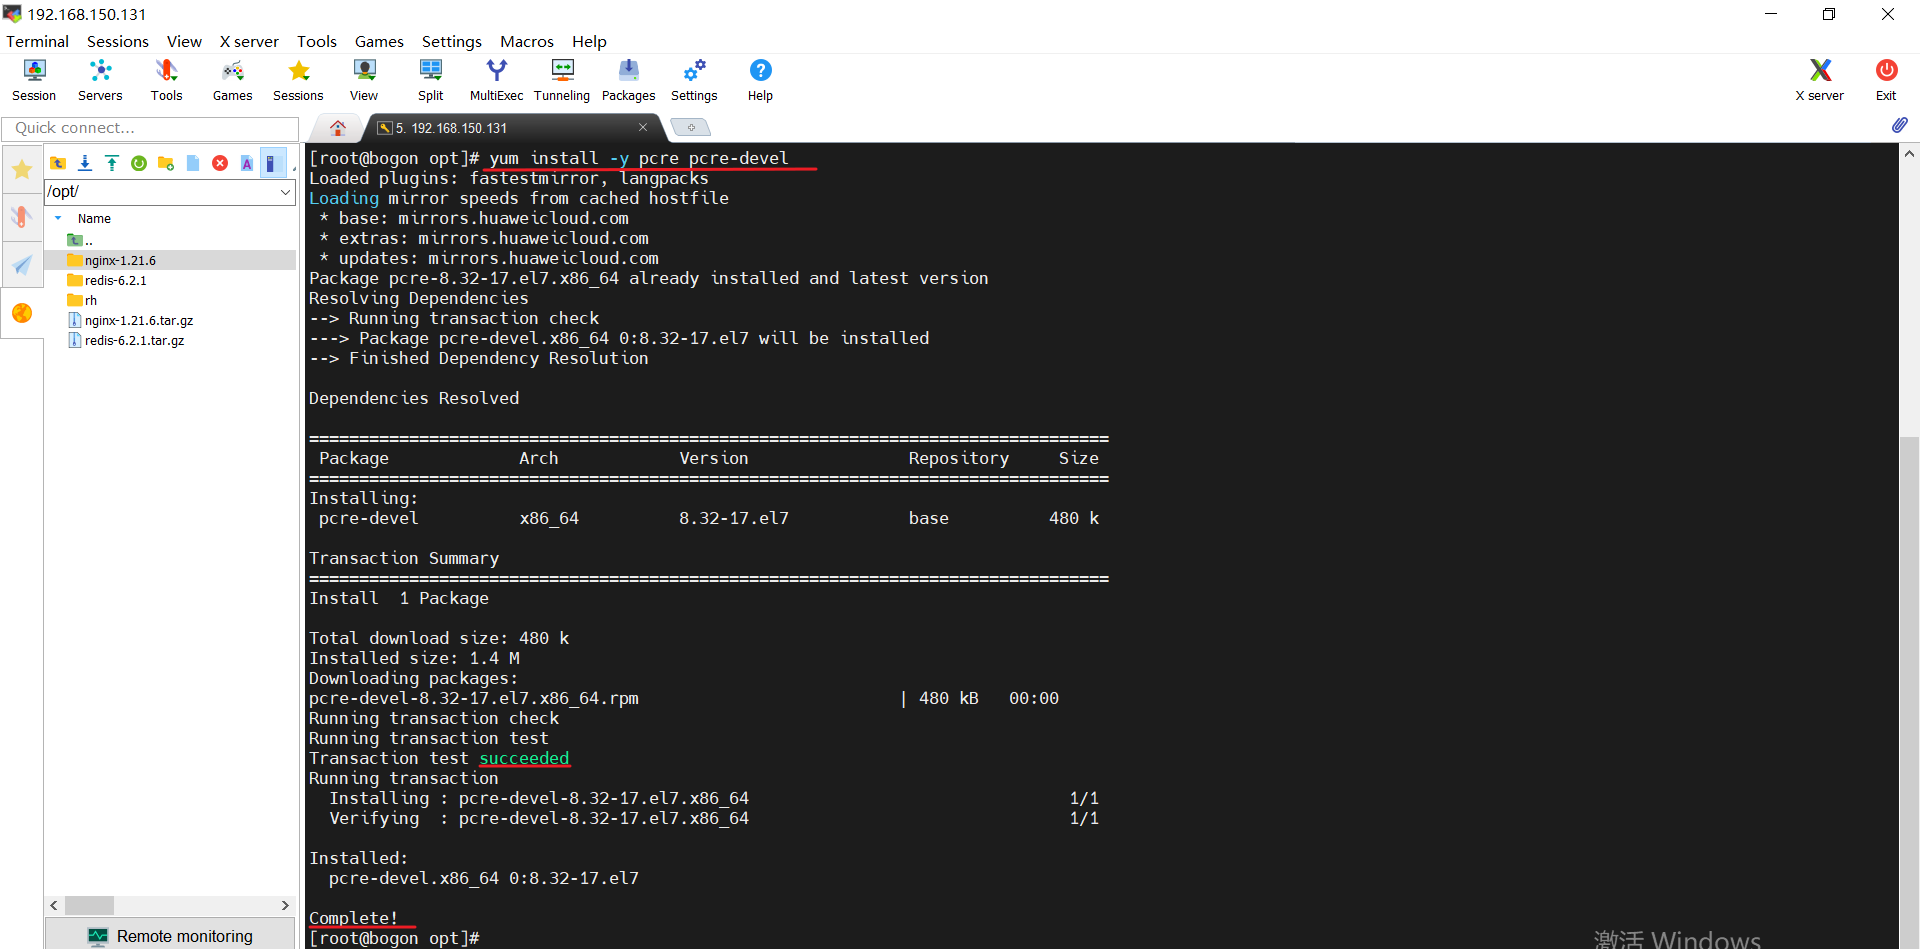 192.168.150.131
Terminal Sessions View X server Tools Games Settings Macros Help
Session Servers Tools Games Sessions View Split MultiExec Tunneling Packages Settings Help X server Exit
Quick connect...
5. 192.168.150.131
/opt/
Name
..
nginx-1.21.6
redis-6.2.1
rh
nginx-1.21.6.tar.gz
redis-6.2.1.tar.gz
Remote monitoring
[root@bogon opt]# yum install -y pcre pcre-devel
Loaded plugins: fastestmirror, langpacks
Loading mirror speeds from cached hostfile
 * base: mirrors.huaweicloud.com
 * extras: mirrors.huaweicloud.com
 * updates: mirrors.huaweicloud.com
Package pcre-8.32-17.el7.x86_64 already installed and latest version
Resolving Dependencies
--> Running transaction check
---> Package pcre-devel.x86_64 0:8.32-17.el7 will be installed
--> Finished Dependency Resolution
Dependencies Resolved
================================================================================
 Package             Arch            Version                Repository     Size
================================================================================
Installing:
 pcre-devel          x86_64          8.32-17.el7            base          480 k
Transaction Summary
================================================================================
Install  1 Package
Total download size: 480 k
Installed size: 1.4 M
Downloading packages:
pcre-devel-8.32-17.el7.x86_64.rpm                          | 480 kB   00:00
Running transaction check
Running transaction test
Transaction test succeeded
Running transaction
  Installing : pcre-devel-8.32-17.el7.x86_64                                1/1
  Verifying  : pcre-devel-8.32-17.el7.x86_64                                1/1
Installed:
  pcre-devel.x86_64 0:8.32-17.el7
Complete!
[root@bogon opt]#
激活 Windows